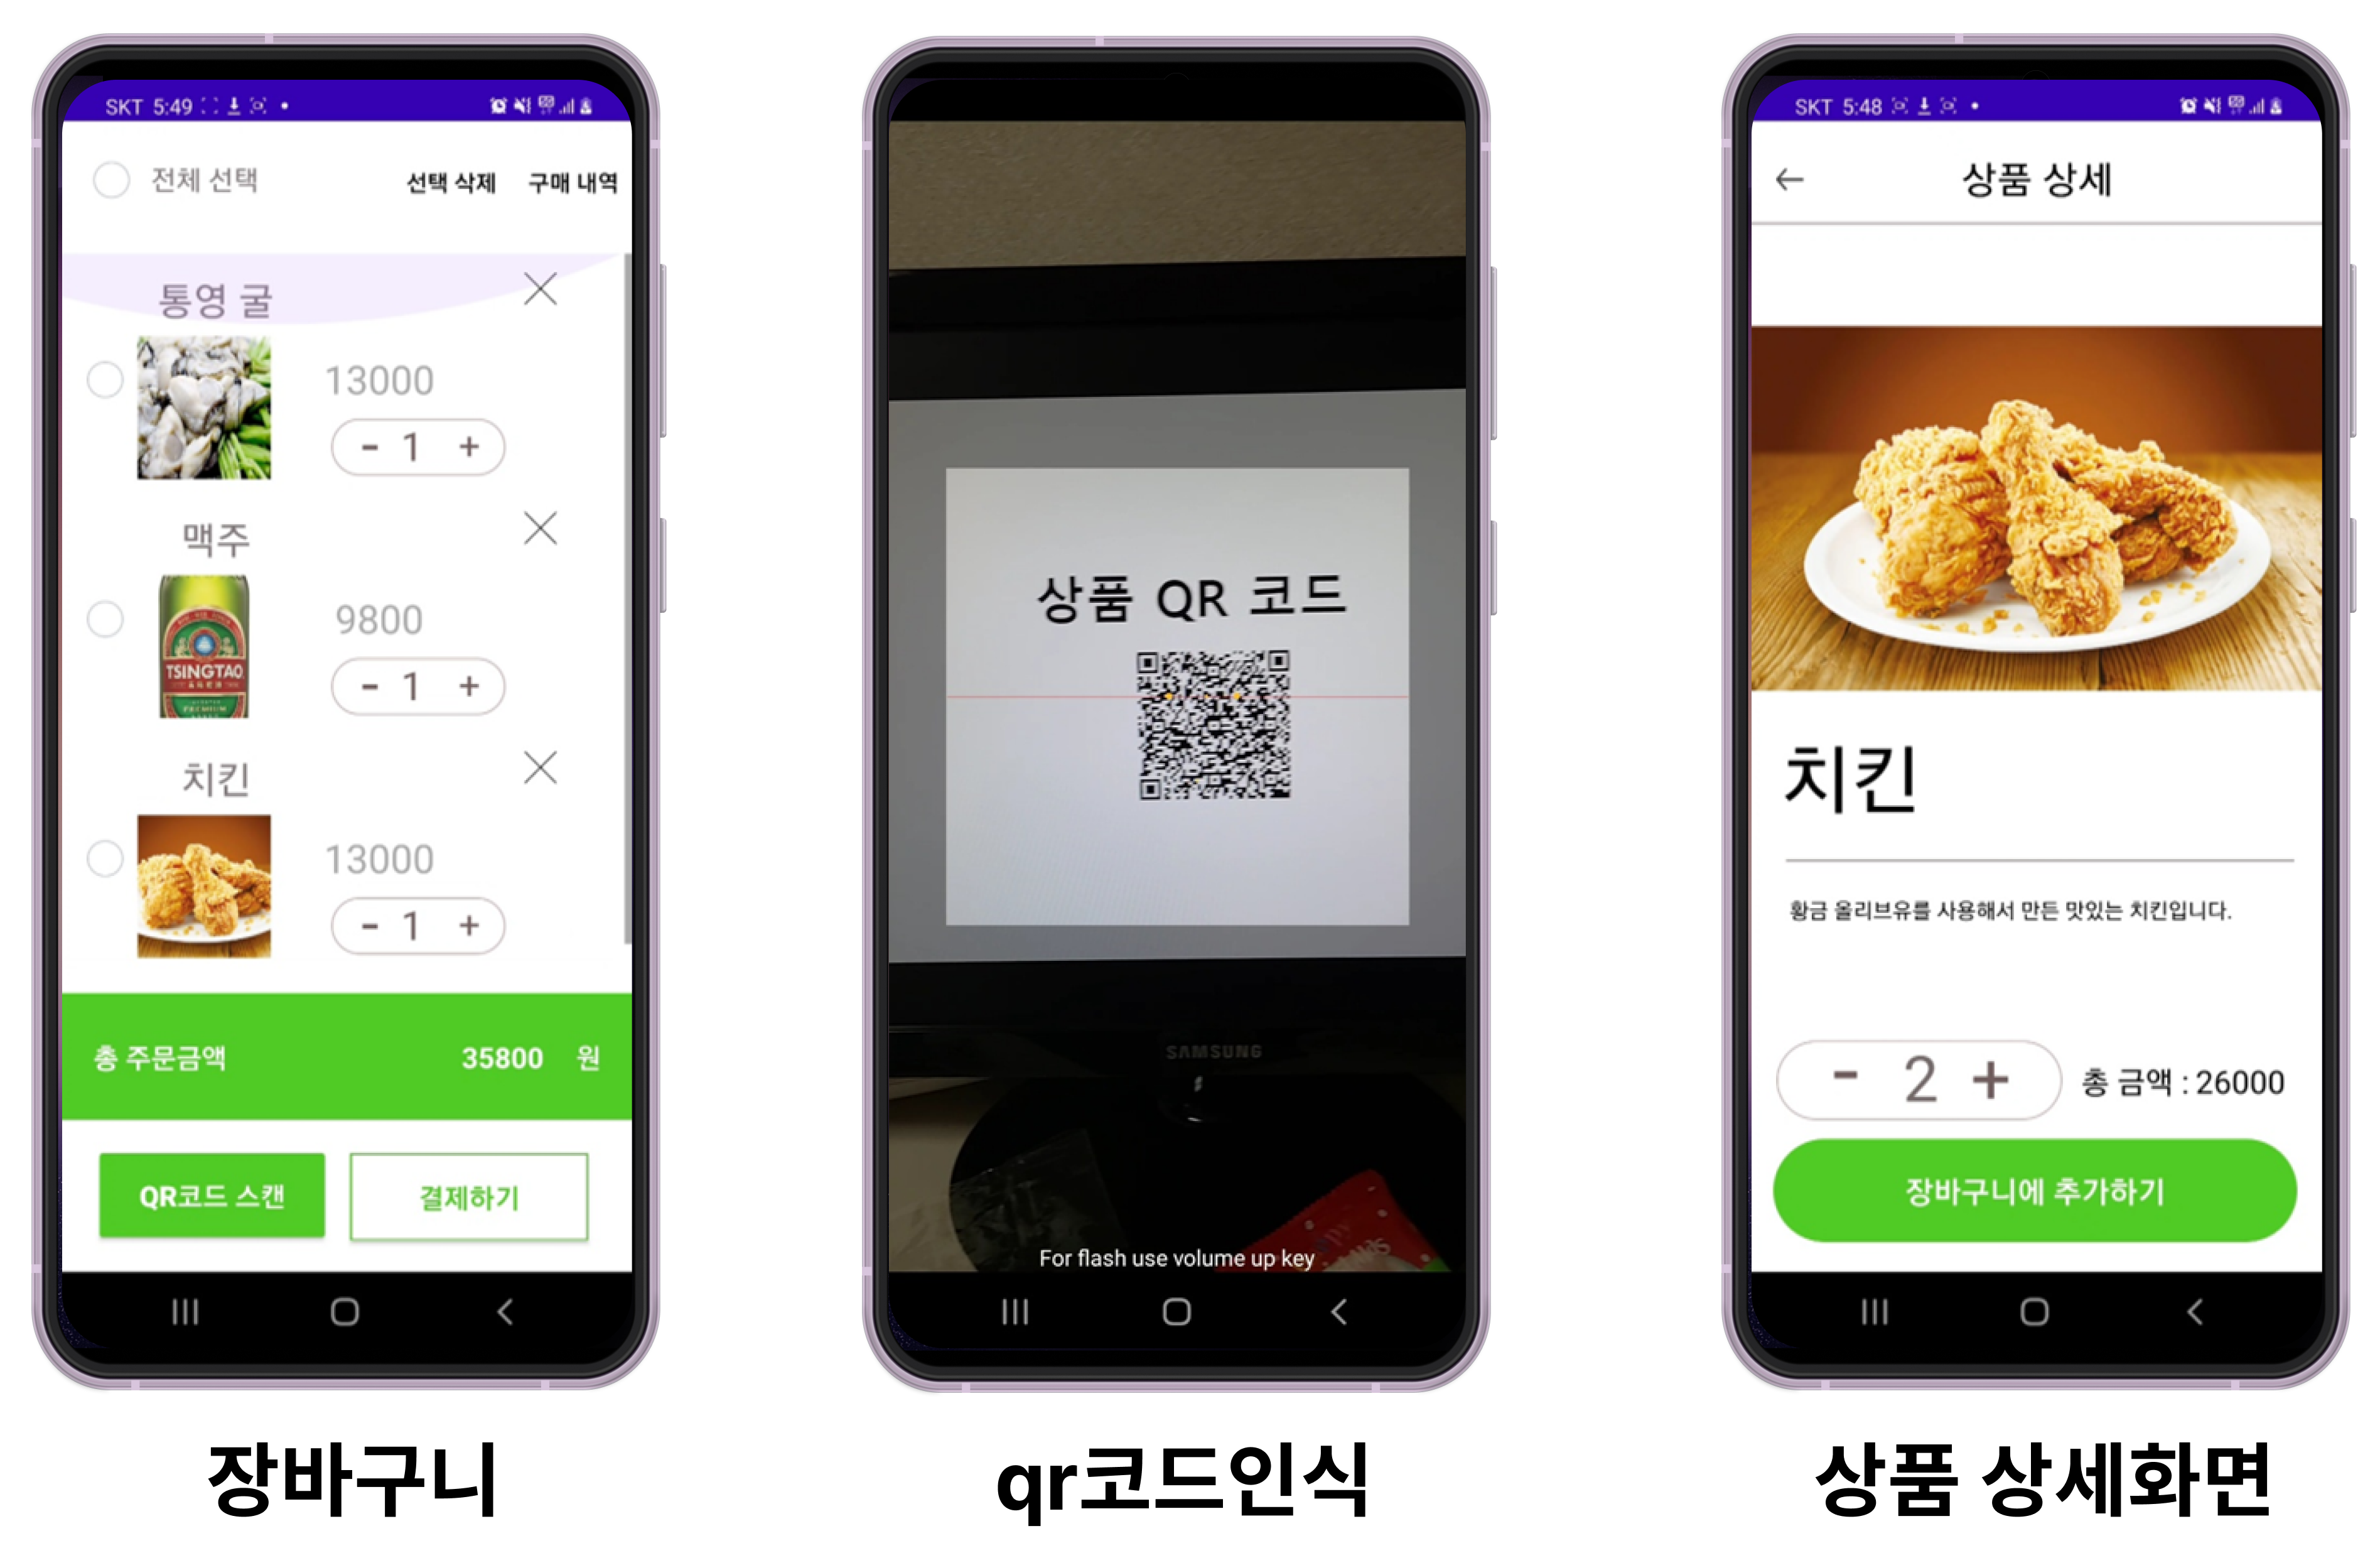 SKT 5:49
전체 선택 선택 삭제 구매 내역
통영 굴
13000
- 1 +
맥주
TSINGTAO
9800
- 1 +
치킨
13000
- 1 +
총 주문금액 35800 원
QR코드 스캔 결제하기
장바구니
상품 QR 코드
SAMSUNG
For flash use volume up key
qr코드인식
SKT 5:48
상품 상세
치킨
황금 올리브유를 사용해서 만든 맛있는 치킨입니다.
- 2 + 총 금액 : 26000
장바구니에 추가하기
상품 상세화면